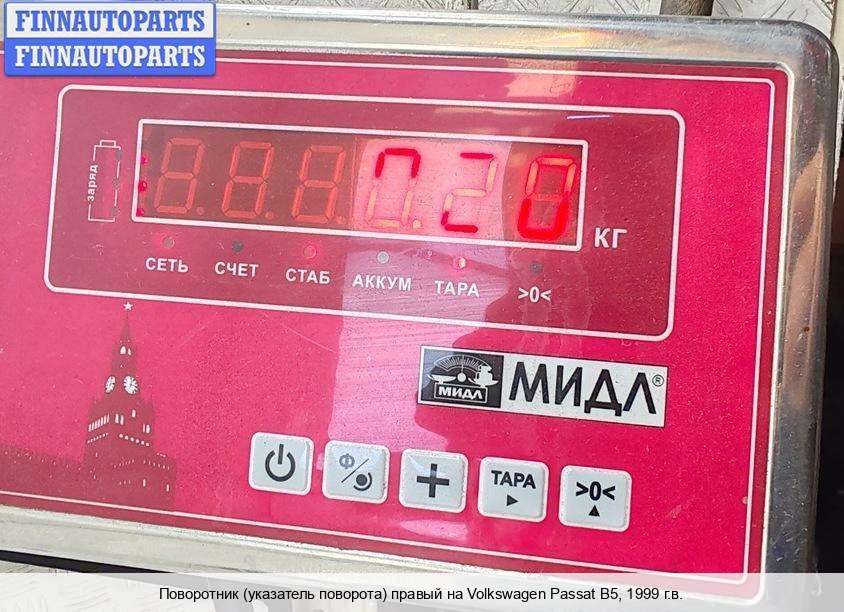 FINNAUTOPARTS
FINNAUTOPARTS
заряд
0.20
КГ
СЕТЬ СЧЕТ СТАБ АККУМ ТАРА >0<
МИДЛ МИДЛ®
Ф ТАРА >0<
Поворотник (указатель поворота) правый на Volkswagen Passat B5, 1999 г.в.